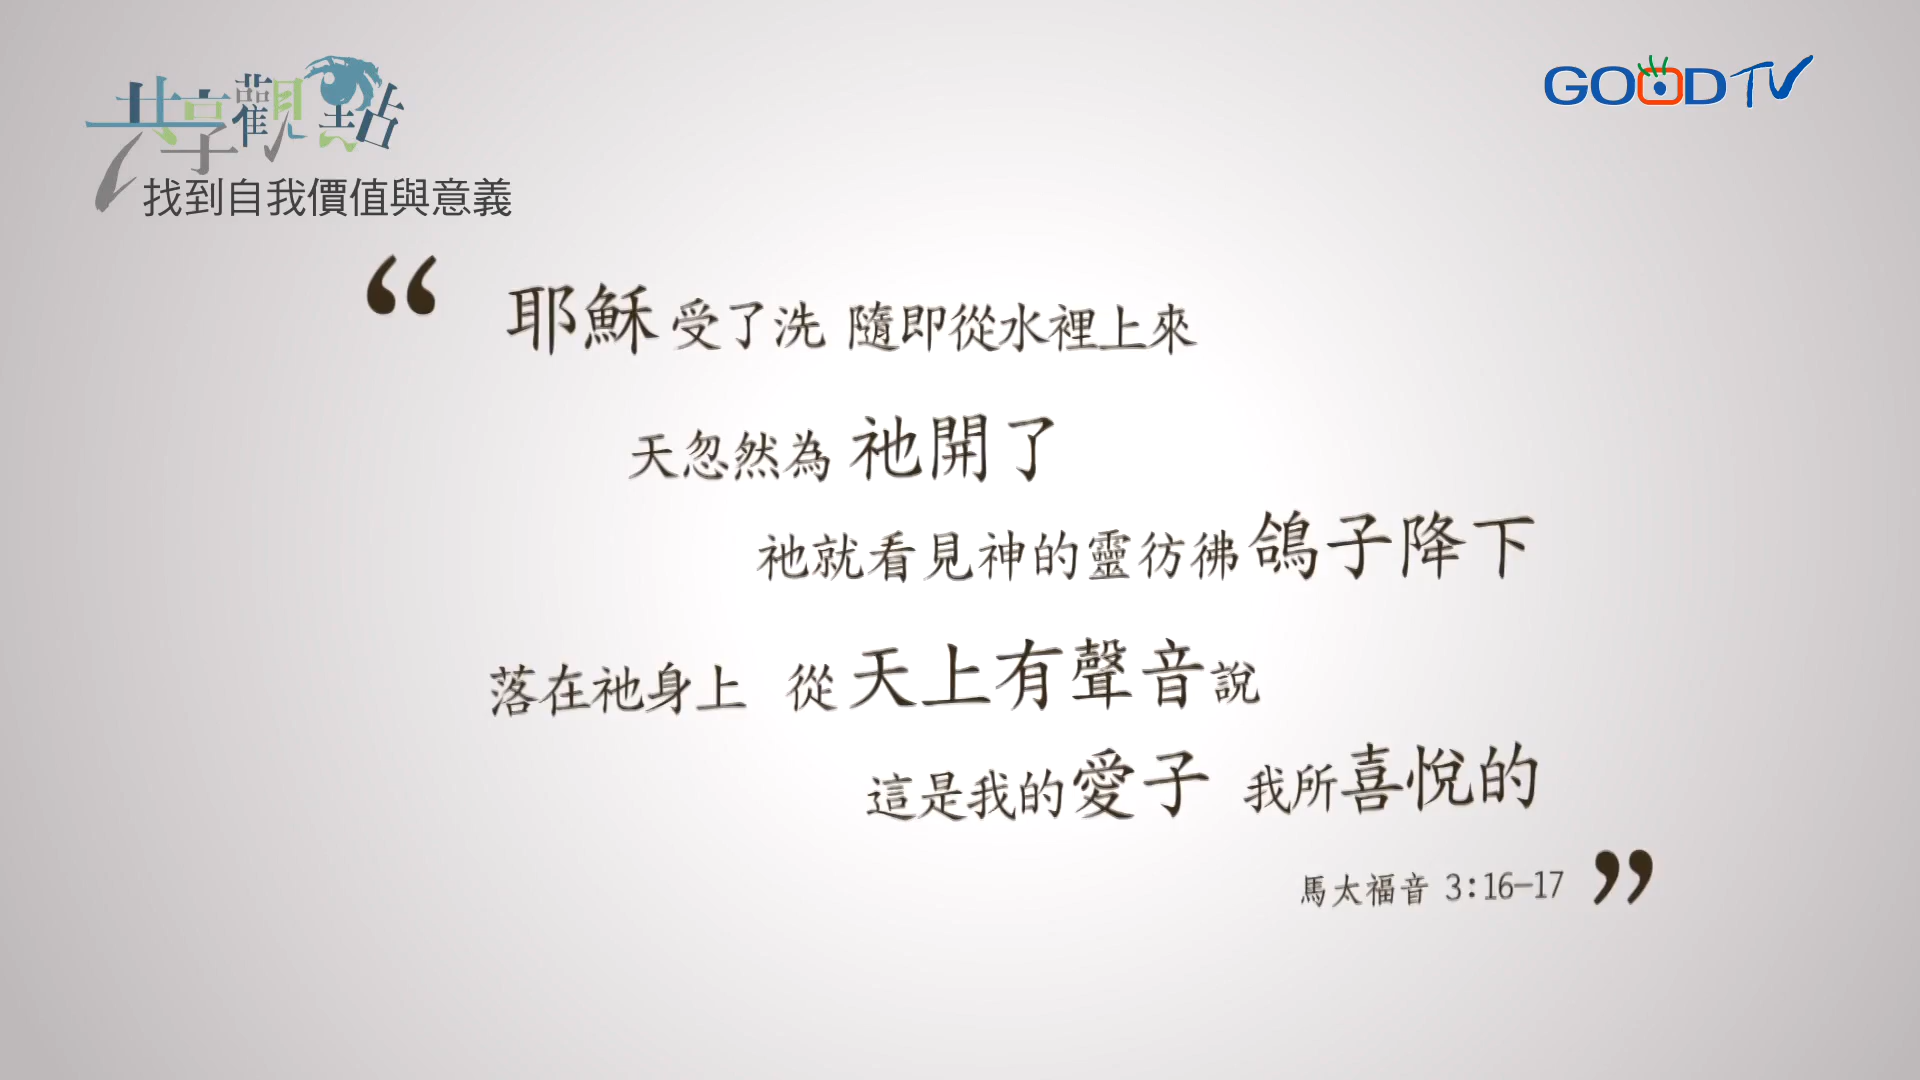 共享觀點
GOOD TV
找到自我價值與意義
“ 耶穌受了洗 隨即從水裡上來
天忽然為 祂開了
祂就看見神的靈彷彿鴿子降下
落在祂身上 從天上有聲音說
這是我的愛子 我所喜悅的
馬太福音 3:16-17 ”